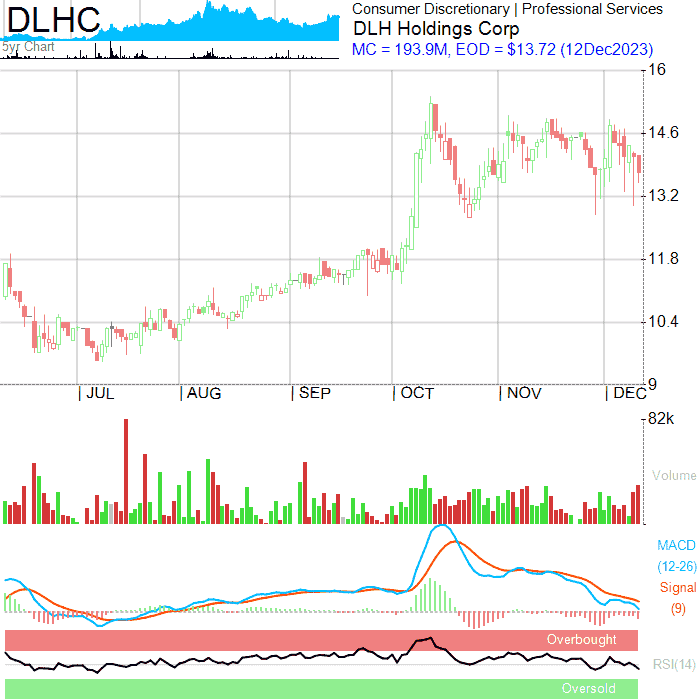 DLHC
5yr Chart
Consumer Discretionary | Professional Services
DLH Holdings Corp
MC = 193.9M, EOD = $13.72 (12Dec2023)
16
14.6
13.2
11.8
10.4
9
JUL
AUG
SEP
OCT
NOV
DEC
82k
Volume
MACD
(12-26)
Signal
(9)
Overbought
RSI(14)
Oversold